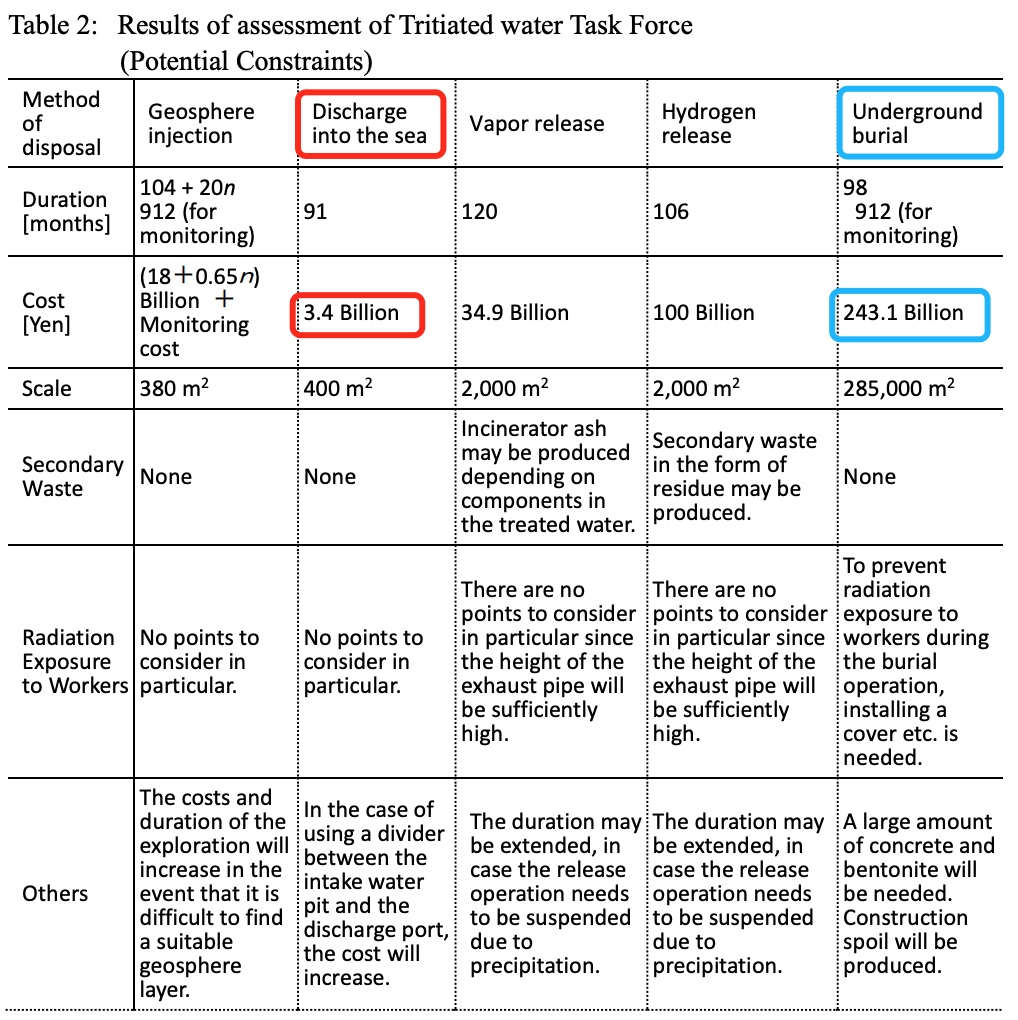 Table 2: Results of assessment of Tritiated water Task Force
(Potential Constraints)
Method
of
disposal
Geosphere
injection
Discharge
into the sea
Vapor release
Hydrogen
release
Underground
burial
Duration
[months]
104 + 20n
912 (for
monitoring)
91
120
106
98
912 (for
monitoring)
Cost
[Yen]
(18+0.65n)
Billion +
Monitoring
cost
3.4 Billion
34.9 Billion
100 Billion
243.1 Billion
Scale
380 m²
400 m²
2,000 m²
2,000 m²
285,000 m²
Secondary
Waste
None
None
Incinerator ash
may be produced
depending on
components in
the treated water.
Secondary waste
in the form of
residue may be
produced.
None
Radiation
Exposure
to Workers
No points to
consider in
particular.
No points to
consider in
particular.
There are no
points to consider
in particular since
the height of the
exhaust pipe will
be sufficiently
high.
There are no
points to consider
in particular since
the height of the
exhaust pipe will
be sufficiently
high.
To prevent
radiation
exposure to
workers during
the burial
operation,
installing a
cover etc. is
needed.
Others
The costs and
duration of the
exploration will
increase in the
event that it is
difficult to find
a suitable
geosphere
layer.
In the case of
using a divider
between the
intake water
pit and the
discharge port,
the cost will
increase.
The duration may
be extended, in
case the release
operation needs
to be suspended
due to
precipitation.
The duration may
be extended, in
case the release
operation needs
to be suspended
due to
precipitation.
A large amount
of concrete and
bentonite will
be needed.
Construction
spoil will be
produced.